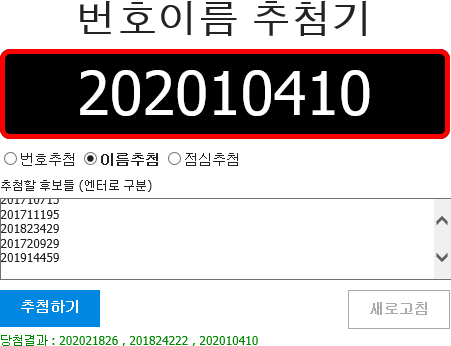 번호이름 추첨기
202010410
번호추첨 이름추첨 점심추첨
추첨할 후보들 (엔터로 구분)
201710715
201711195
201823429
201720929
201914459
추첨하기 새로고침
당첨결과 : 202021826 , 201824222 , 202010410